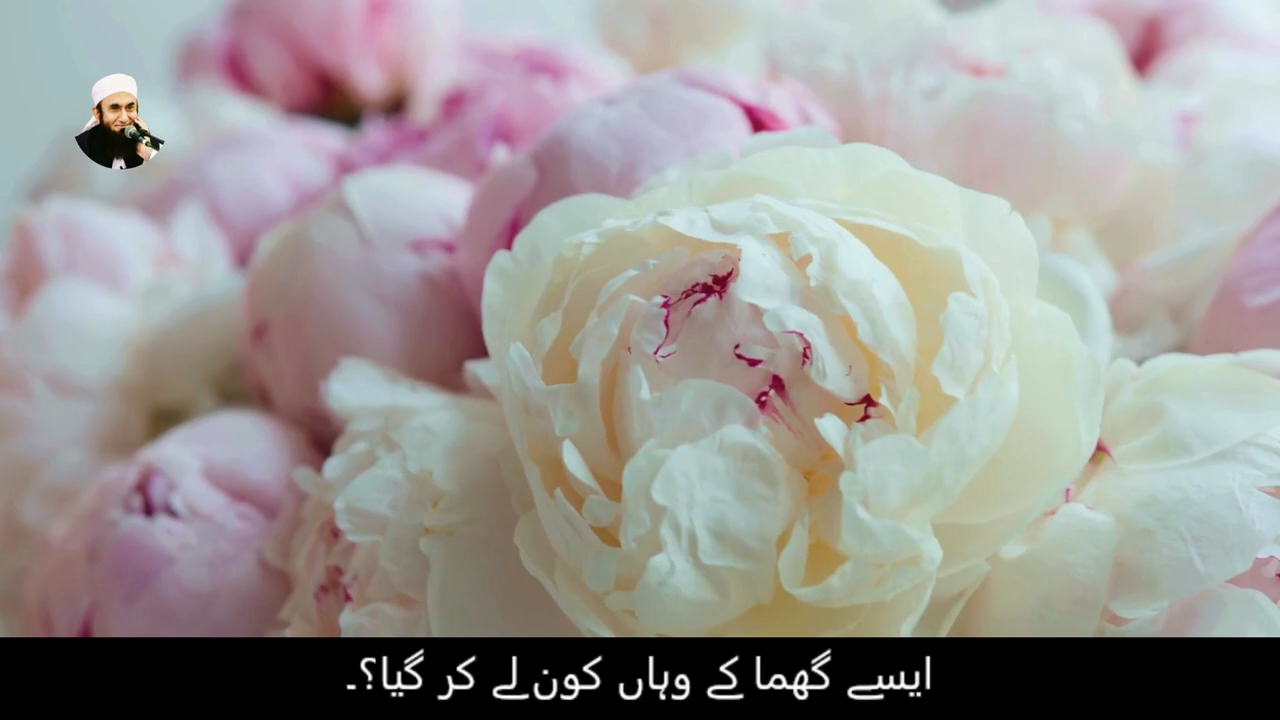 ایسے گھما کے وہاں کون لے کر گیا؟۔